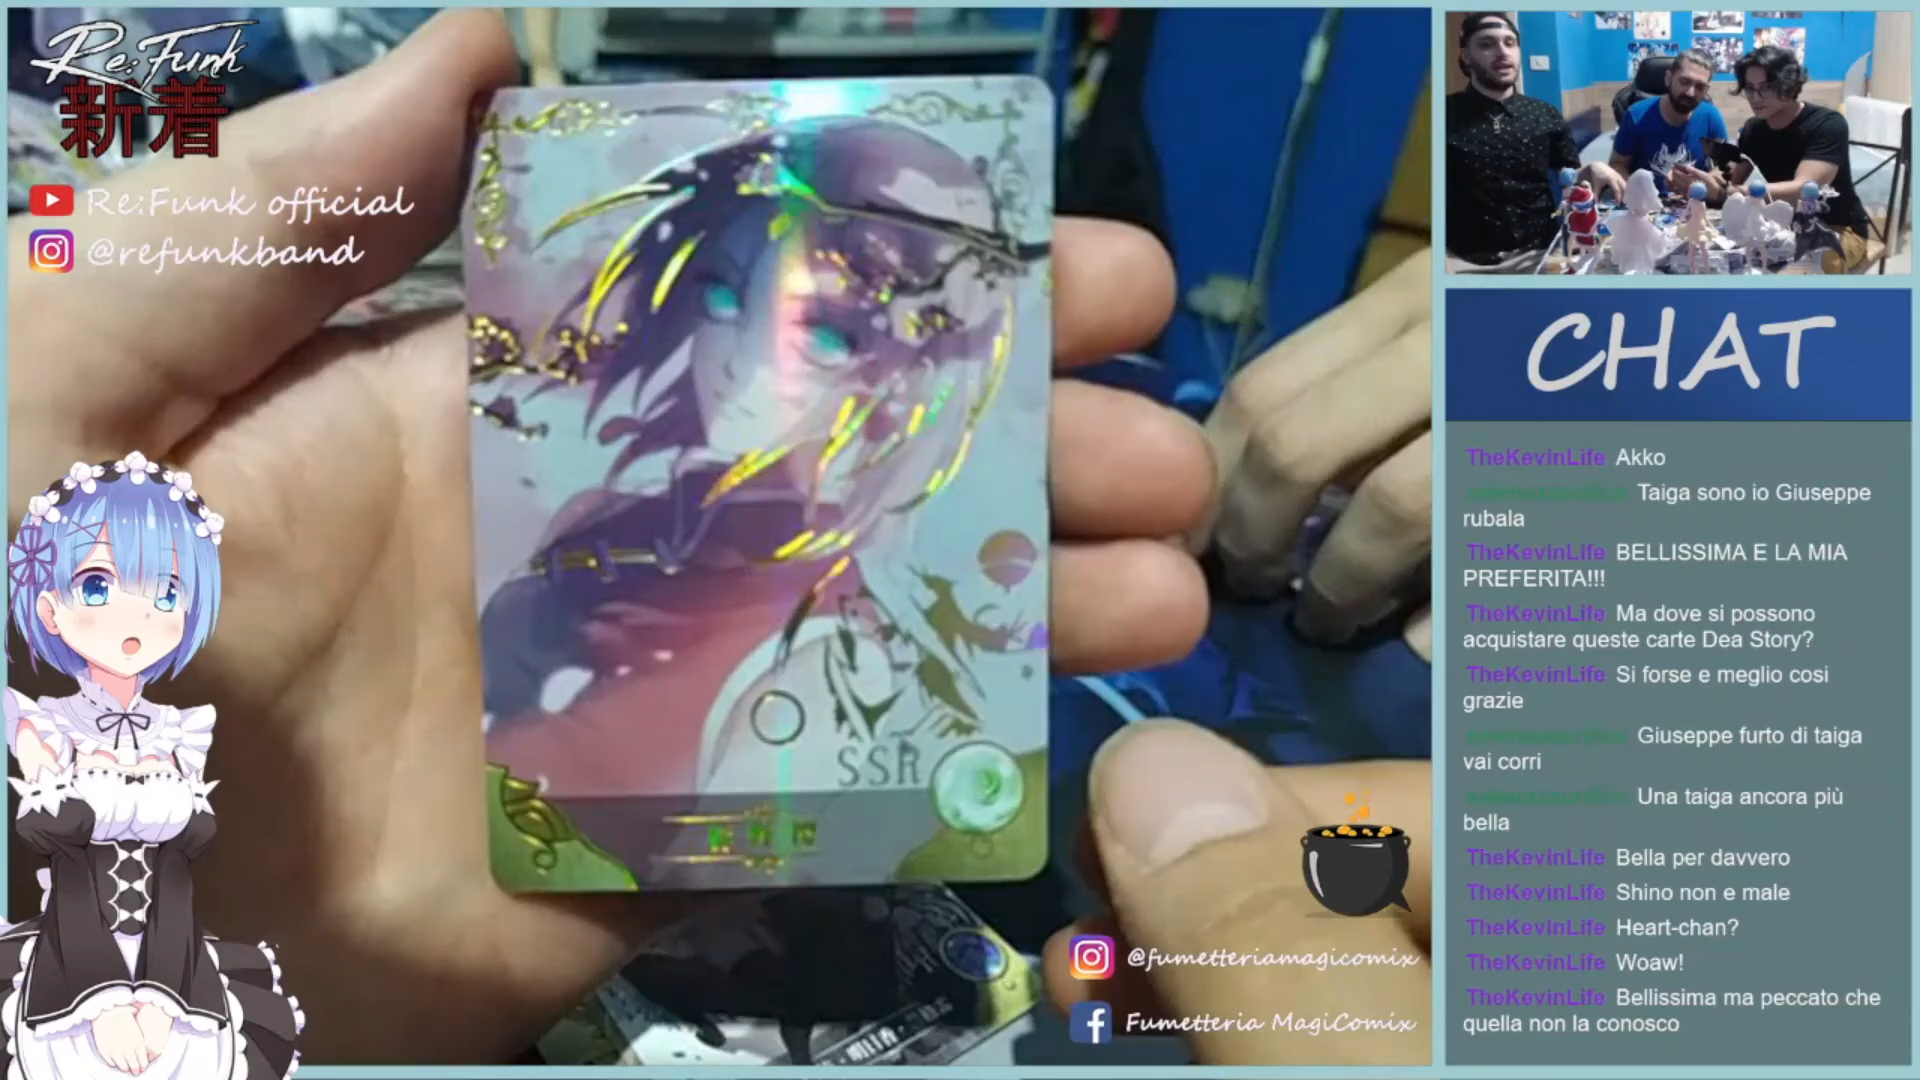 Re:Funk
新着
Re:Funk official
@refunkband
SSR
@fumetteriamagicomix
Fumetteria MagiComix
CHAT
TheKevinLife Akko
Taiga sono io Giuseppe
rubala
TheKevinLife BELLISSIMA E LA MIA
PREFERITA!!!
TheKevinLife Ma dove si possono
acquistare queste carte Dea Story?
TheKevinLife Si forse e meglio cosi
grazie
Giuseppe furto di taiga
vai corri
Una taiga ancora più
bella
TheKevinLife Bella per davvero
TheKevinLife Shino non e male
TheKevinLife Heart-chan?
TheKevinLife Woaw!
TheKevinLife Bellissima ma peccato che
quella non la conosco